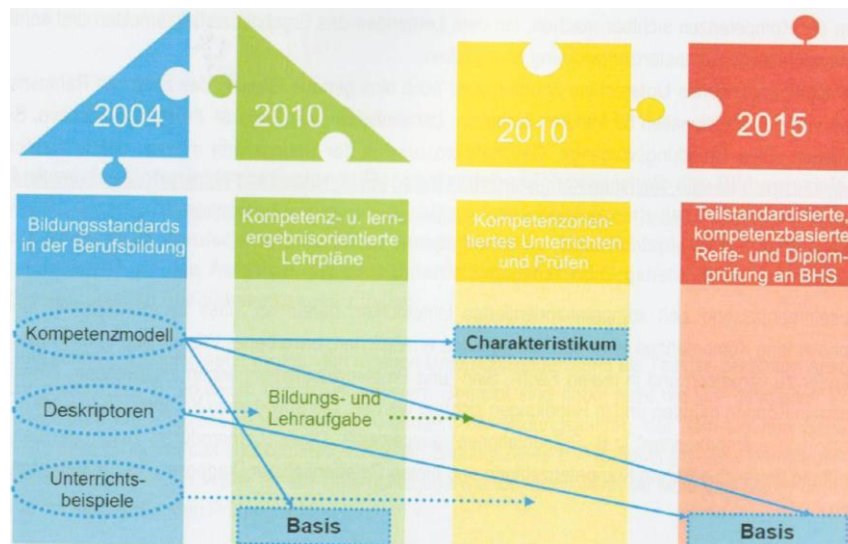 2004
2010
2010
2015
Bildungsstandards
in der Berufsbildung
Kompetenz- u. lern-
ergebnisorientierte
Lehrpläne
Kompetenzorien-
tiertes Unterrichten
und Prüfen
Teilstandardisierte,
kompetenzbasierte
Reife- und Diplom-
prüfung an BHS
Kompetenzmodell
Charakteristikum
Deskriptoren
Bildungs- und
Lehraufgabe
Unterrichts-
beispiele
Basis
Basis